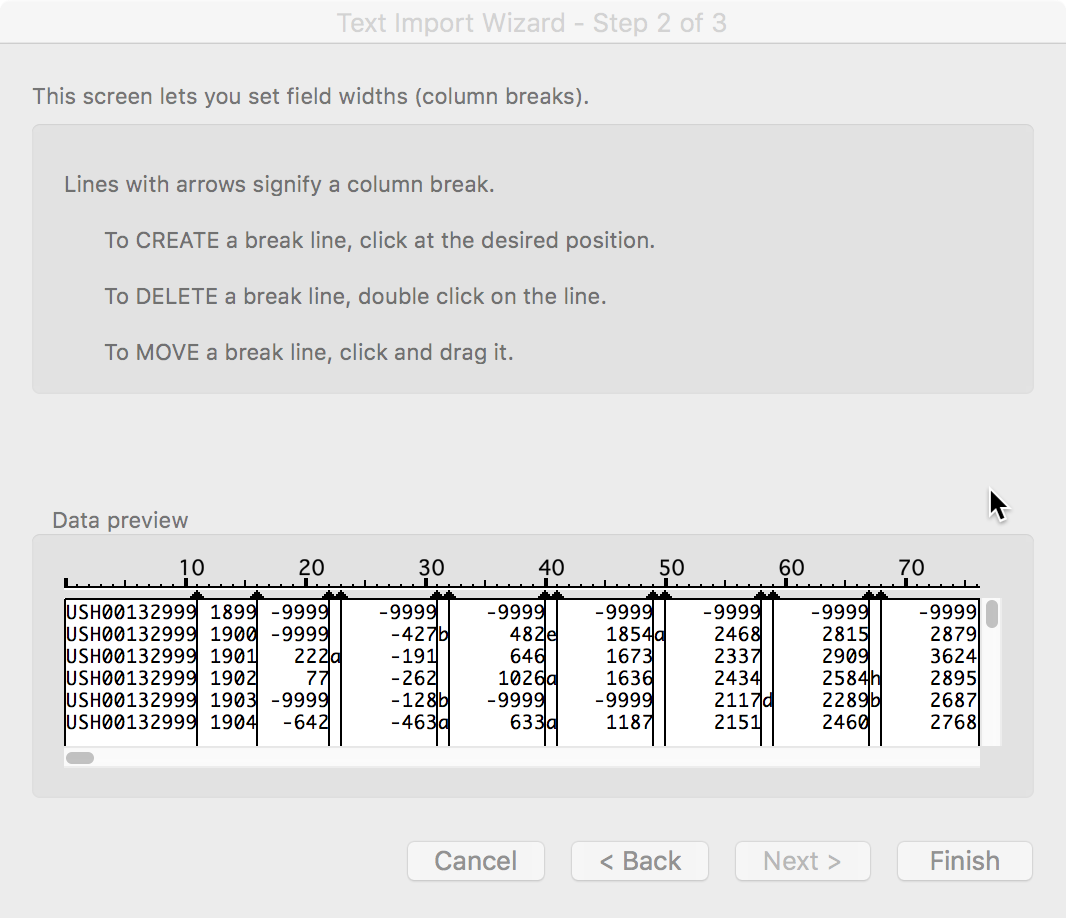 Text Import Wizard - Step 2 of 3
This screen lets you set field widths (column breaks).
Lines with arrows signify a column break.
To CREATE a break line, click at the desired position.
To DELETE a break line, double click on the line.
To MOVE a break line, click and drag it.
Data preview
10 20 30 40 50 60 70
USH00132999 1899 -9999 -9999 -9999 -9999 -9999 -9999 -9999
USH00132999 1900 -9999 -427b 482e 1854a 2468 2815 2879
USH00132999 1901 222a -191 646 1673 2337 2909 3624
USH00132999 1902 77 -262 1026a 1636 2434 2584h 2895
USH00132999 1903 -9999 -128b -9999 -9999 2117d 2289b 2687
USH00132999 1904 -642 -463a 633a 1187 2151 2460 2768
Cancel < Back Next > Finish